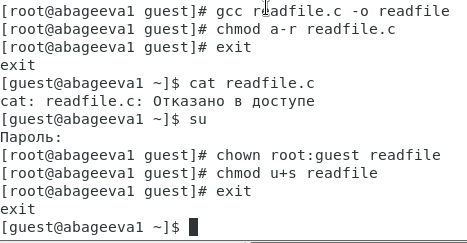 [root@abageeva1 guest]# gcc readfile.c -o readfile
[root@abageeva1 guest]# chmod a-r readfile.c
[root@abageeva1 guest]# exit
exit
[guest@abageeva1 ~]$ cat readfile.c
cat: readfile.c: Отказано в доступе
[guest@abageeva1 ~]$ su
Пароль:
[root@abageeva1 guest]# chown root:guest readfile
[root@abageeva1 guest]# chmod u+s readfile
[root@abageeva1 guest]# exit
exit
[guest@abageeva1 ~]$